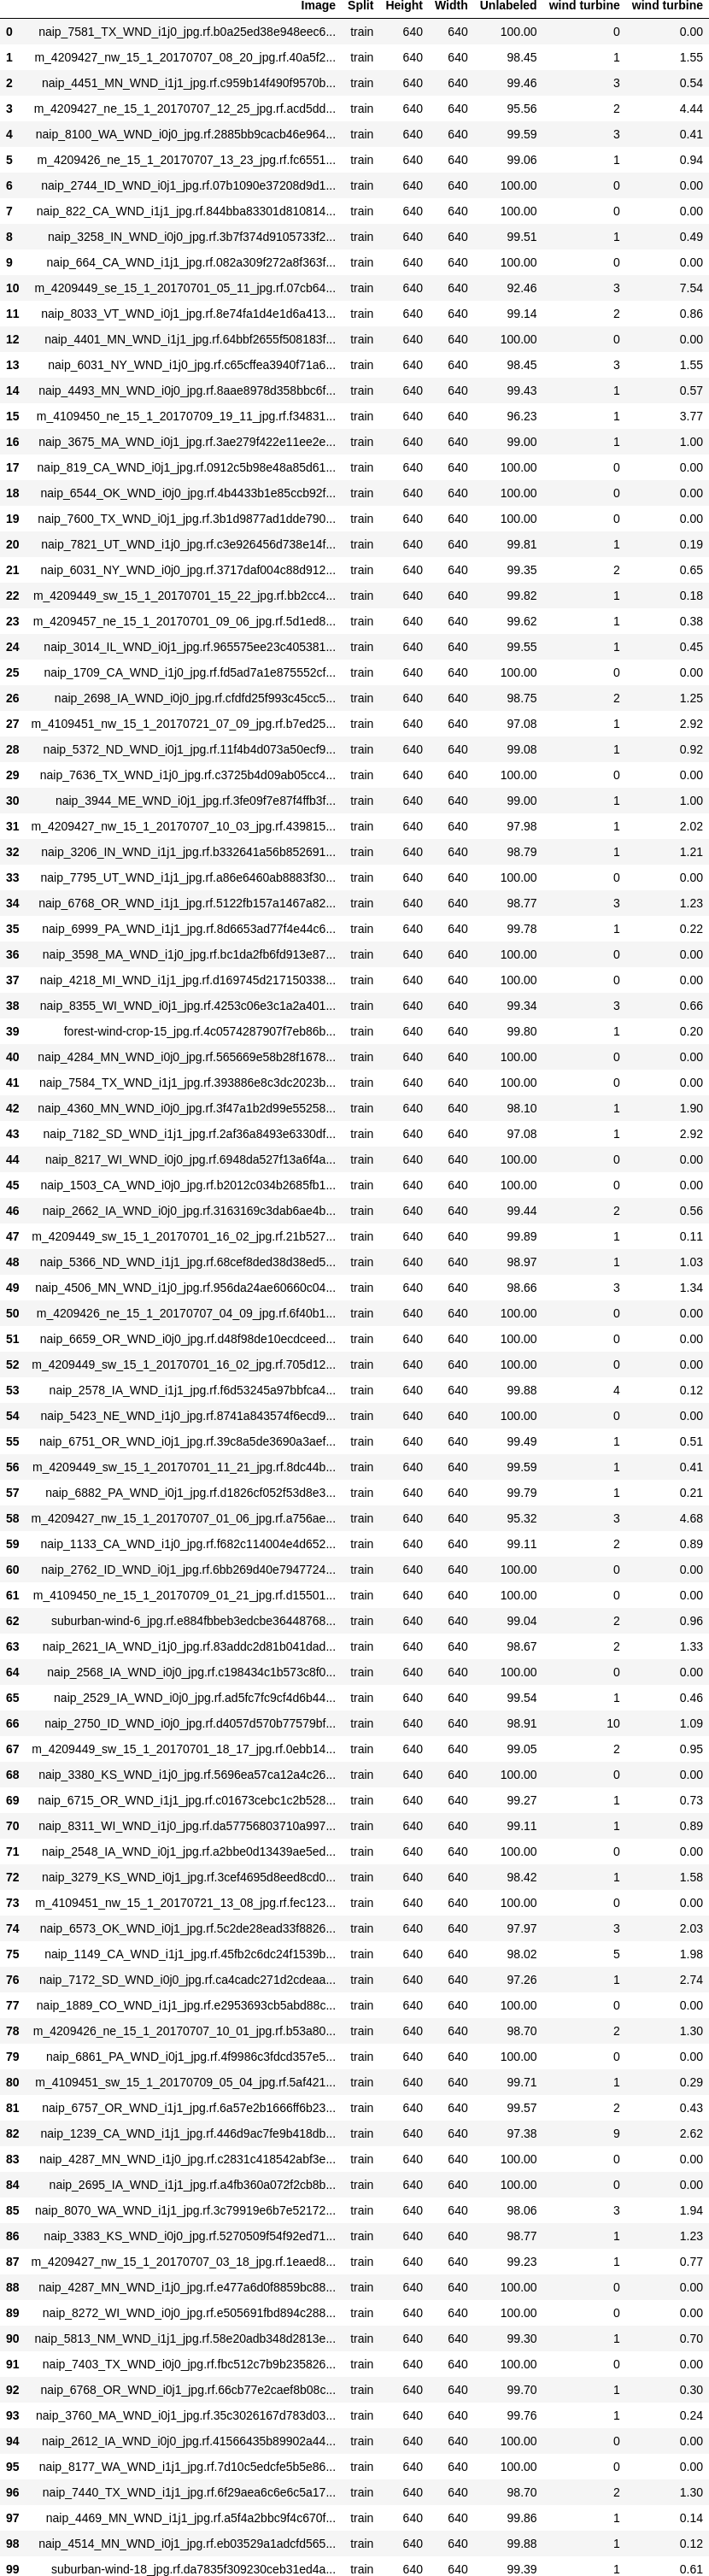 Image Split Height Width Unlabeled wind turbine wind turbine
0 naip_7581_TX_WND_i1j0_jpg.rf.b0a25ed38e948eec6... train 640 640 100.00 0 0.00
1 m_4209427_nw_15_1_20170707_08_20_jpg.rf.40a5f2... train 640 640 98.45 1 1.55
2 naip_4451_MN_WND_i1j1_jpg.rf.c959b14f490f9570b... train 640 640 99.46 3 0.54
3 m_4209427_ne_15_1_20170707_12_25_jpg.rf.acd5dd... train 640 640 95.56 2 4.44
4 naip_8100_WA_WND_i0j0_jpg.rf.2885bb9cacb46e964... train 640 640 99.59 3 0.41
5 m_4209426_ne_15_1_20170707_13_23_jpg.rf.fc6551... train 640 640 99.06 1 0.94
6 naip_2744_ID_WND_i0j1_jpg.rf.07b1090e37208d9d1... train 640 640 100.00 0 0.00
7 naip_822_CA_WND_i1j1_jpg.rf.844bba83301d810814... train 640 640 100.00 0 0.00
8 naip_3258_IN_WND_i0j0_jpg.rf.3b7f374d9105733f2... train 640 640 99.51 1 0.49
9 naip_664_CA_WND_i1j1_jpg.rf.082a309f272a8f363f... train 640 640 100.00 0 0.00
10 m_4209449_se_15_1_20170701_05_11_jpg.rf.07cb64... train 640 640 92.46 3 7.54
11 naip_8033_VT_WND_i0j1_jpg.rf.8e74fa1d4e1d6a413... train 640 640 99.14 2 0.86
12 naip_4401_MN_WND_i1j1_jpg.rf.64bbf2655f508183f... train 640 640 100.00 0 0.00
13 naip_6031_NY_WND_i1j0_jpg.rf.c65cffea3940f71a6... train 640 640 98.45 3 1.55
14 naip_4493_MN_WND_i0j0_jpg.rf.8aae8978d358bbc6f... train 640 640 99.43 1 0.57
15 m_4109450_ne_15_1_20170709_19_11_jpg.rf.f34831... train 640 640 96.23 1 3.77
16 naip_3675_MA_WND_i0j1_jpg.rf.3ae279f422e11ee2e... train 640 640 99.00 1 1.00
17 naip_819_CA_WND_i0j1_jpg.rf.0912c5b98e48a85d61... train 640 640 100.00 0 0.00
18 naip_6544_OK_WND_i0j0_jpg.rf.4b4433b1e85ccb92f... train 640 640 100.00 0 0.00
19 naip_7600_TX_WND_i0j1_jpg.rf.3b1d9877ad1dde790... train 640 640 100.00 0 0.00
20 naip_7821_UT_WND_i1j0_jpg.rf.c3e926456d738e14f... train 640 640 99.81 1 0.19
21 naip_6031_NY_WND_i0j0_jpg.rf.3717daf004c88d912... train 640 640 99.35 2 0.65
22 m_4209449_sw_15_1_20170701_15_22_jpg.rf.bb2cc4... train 640 640 99.82 1 0.18
23 m_4209457_ne_15_1_20170701_09_06_jpg.rf.5d1ed8... train 640 640 99.62 1 0.38
24 naip_3014_IL_WND_i0j1_jpg.rf.965575ee23c405381... train 640 640 99.55 1 0.45
25 naip_1709_CA_WND_i1j0_jpg.rf.fd5ad7a1e875552cf... train 640 640 100.00 0 0.00
26 naip_2698_IA_WND_i0j0_jpg.rf.cfdfd25f993c45cc5... train 640 640 98.75 2 1.25
27 m_4109451_nw_15_1_20170721_07_09_jpg.rf.b7ed25... train 640 640 97.08 1 2.92
28 naip_5372_ND_WND_i0j1_jpg.rf.11f4b4d073a50ecf9... train 640 640 99.08 1 0.92
29 naip_7636_TX_WND_i1j0_jpg.rf.c3725b4d09ab05cc4... train 640 640 100.00 0 0.00
30 naip_3944_ME_WND_i0j1_jpg.rf.3fe09f7e87f4ffb3f... train 640 640 99.00 1 1.00
31 m_4209427_nw_15_1_20170707_10_03_jpg.rf.439815... train 640 640 97.98 1 2.02
32 naip_3206_IN_WND_i1j1_jpg.rf.b332641a56b852691... train 640 640 98.79 1 1.21
33 naip_7795_UT_WND_i1j1_jpg.rf.a86e6460ab8883f30... train 640 640 100.00 0 0.00
34 naip_6768_OR_WND_i1j1_jpg.rf.5122fb157a1467a82... train 640 640 98.77 3 1.23
35 naip_6999_PA_WND_i1j1_jpg.rf.8d6653ad77f4e44c6... train 640 640 99.78 1 0.22
36 naip_3598_MA_WND_i1j0_jpg.rf.bc1da2fb6fd913e87... train 640 640 100.00 0 0.00
37 naip_4218_MI_WND_i1j1_jpg.rf.d169745d217150338... train 640 640 100.00 0 0.00
38 naip_8355_WI_WND_i0j1_jpg.rf.4253c06e3c1a2a401... train 640 640 99.34 3 0.66
39 forest-wind-crop-15_jpg.rf.4c0574287907f7eb86b... train 640 640 99.80 1 0.20
40 naip_4284_MN_WND_i0j0_jpg.rf.565669e58b28f1678... train 640 640 100.00 0 0.00
41 naip_7584_TX_WND_i1j1_jpg.rf.393886e8c3dc2023b... train 640 640 100.00 0 0.00
42 naip_4360_MN_WND_i0j0_jpg.rf.3f47a1b2d99e55258... train 640 640 98.10 1 1.90
43 naip_7182_SD_WND_i1j1_jpg.rf.2af36a8493e6330df... train 640 640 97.08 1 2.92
44 naip_8217_WI_WND_i0j0_jpg.rf.6948da527f13a6f4a... train 640 640 100.00 0 0.00
45 naip_1503_CA_WND_i0j0_jpg.rf.b2012c034b2685fb1... train 640 640 100.00 0 0.00
46 naip_2662_IA_WND_i0j0_jpg.rf.3163169c3dab6ae4b... train 640 640 99.44 2 0.56
47 m_4209449_sw_15_1_20170701_16_02_jpg.rf.21b527... train 640 640 99.89 1 0.11
48 naip_5366_ND_WND_i1j1_jpg.rf.68cef8ded38d38ed5... train 640 640 98.97 1 1.03
49 naip_4506_MN_WND_i1j0_jpg.rf.956da24ae60660c04... train 640 640 98.66 3 1.34
50 m_4209426_ne_15_1_20170707_04_09_jpg.rf.6f40b1... train 640 640 100.00 0 0.00
51 naip_6659_OR_WND_i0j0_jpg.rf.d48f98de10ecdceed... train 640 640 100.00 0 0.00
52 m_4209449_sw_15_1_20170701_16_02_jpg.rf.705d12... train 640 640 100.00 0 0.00
53 naip_2578_IA_WND_i1j1_jpg.rf.f6d53245a97bbfca4... train 640 640 99.88 4 0.12
54 naip_5423_NE_WND_i1j0_jpg.rf.8741a843574f6ecd9... train 640 640 100.00 0 0.00
55 naip_6751_OR_WND_i0j1_jpg.rf.39c8a5de3690a3aef... train 640 640 99.49 1 0.51
56 m_4209449_sw_15_1_20170701_11_21_jpg.rf.8dc44b... train 640 640 99.59 1 0.41
57 naip_6882_PA_WND_i0j1_jpg.rf.d1826cf052f53d8e3... train 640 640 99.79 1 0.21
58 m_4209427_nw_15_1_20170707_01_06_jpg.rf.a756ae... train 640 640 95.32 3 4.68
59 naip_1133_CA_WND_i1j0_jpg.rf.f682c114004e4d652... train 640 640 99.11 2 0.89
60 naip_2762_ID_WND_i0j1_jpg.rf.6bb269d40e7947724... train 640 640 100.00 0 0.00
61 m_4109450_ne_15_1_20170709_01_21_jpg.rf.d15501... train 640 640 100.00 0 0.00
62 suburban-wind-6_jpg.rf.e884fbbeb3edcbe36448768... train 640 640 99.04 2 0.96
63 naip_2621_IA_WND_i1j0_jpg.rf.83addc2d81b041dad... train 640 640 98.67 2 1.33
64 naip_2568_IA_WND_i0j0_jpg.rf.c198434c1b573c8f0... train 640 640 100.00 0 0.00
65 naip_2529_IA_WND_i0j0_jpg.rf.ad5fc7fc9cf4d6b44... train 640 640 99.54 1 0.46
66 naip_2750_ID_WND_i0j0_jpg.rf.d4057d570b77579bf... train 640 640 98.91 10 1.09
67 m_4209449_sw_15_1_20170701_18_17_jpg.rf.0ebb14... train 640 640 99.05 2 0.95
68 naip_3380_KS_WND_i1j0_jpg.rf.5696ea57ca12a4c26... train 640 640 100.00 0 0.00
69 naip_6715_OR_WND_i1j1_jpg.rf.c01673cebc1c2b528... train 640 640 99.27 1 0.73
70 naip_8311_WI_WND_i1j0_jpg.rf.da57756803710a997... train 640 640 99.11 1 0.89
71 naip_2548_IA_WND_i0j1_jpg.rf.a2bbe0d13439ae5ed... train 640 640 100.00 0 0.00
72 naip_3279_KS_WND_i0j1_jpg.rf.3cef4695d8eed8cd0... train 640 640 98.42 1 1.58
73 m_4109451_nw_15_1_20170721_13_08_jpg.rf.fec123... train 640 640 100.00 0 0.00
74 naip_6573_OK_WND_i0j1_jpg.rf.5c2de28ead33f8826... train 640 640 97.97 3 2.03
75 naip_1149_CA_WND_i1j1_jpg.rf.45fb2c6dc24f1539b... train 640 640 98.02 5 1.98
76 naip_7172_SD_WND_i0j0_jpg.rf.ca4cadc271d2cdeaa... train 640 640 97.26 1 2.74
77 naip_1889_CO_WND_i1j1_jpg.rf.e2953693cb5abd88c... train 640 640 100.00 0 0.00
78 m_4209426_ne_15_1_20170707_10_01_jpg.rf.b53a80... train 640 640 98.70 2 1.30
79 naip_6861_PA_WND_i0j1_jpg.rf.4f9986c3fdcd357e5... train 640 640 100.00 0 0.00
80 m_4109451_sw_15_1_20170709_05_04_jpg.rf.5af421... train 640 640 99.71 1 0.29
81 naip_6757_OR_WND_i1j1_jpg.rf.6a57e2b1666ff6b23... train 640 640 99.57 2 0.43
82 naip_1239_CA_WND_i0j1_jpg.rf.446d9ac7fe9b418db... train 640 640 97.38 9 2.62
83 naip_4287_MN_WND_i1j0_jpg.rf.c2831c418542abf3e... train 640 640 100.00 0 0.00
84 naip_2695_IA_WND_i1j1_jpg.rf.a4fb360a072f2cb8b... train 640 640 100.00 0 0.00
85 naip_8070_WA_WND_i1j1_jpg.rf.3c79919e6b7e52172... train 640 640 98.06 3 1.94
86 naip_3383_KS_WND_i0j0_jpg.rf.5270509f54f92ed71... train 640 640 98.77 1 1.23
87 m_4209427_nw_15_1_20170707_03_18_jpg.rf.1eaed8... train 640 640 99.23 1 0.77
88 naip_4287_MN_WND_i1j0_jpg.rf.e477a6d0f8859bc88... train 640 640 100.00 0 0.00
89 naip_8272_WI_WND_i0j0_jpg.rf.e505691fbd894c288... train 640 640 100.00 0 0.00
90 naip_5813_NM_WND_i1j1_jpg.rf.58e20adb348d2813e... train 640 640 99.30 1 0.70
91 naip_7403_TX_WND_i0j0_jpg.rf.fbc512c7b9b235826... train 640 640 100.00 0 0.00
92 naip_6768_OR_WND_i0j1_jpg.rf.66cb77e2caef8b08c... train 640 640 99.70 1 0.30
93 naip_3760_MA_WND_i0j1_jpg.rf.35c3026167d783d03... train 640 640 99.76 1 0.24
94 naip_2612_IA_WND_i0j0_jpg.rf.41566435b89902a44... train 640 640 100.00 0 0.00
95 naip_8177_WA_WND_i1j1_jpg.rf.7d10c5edcfe5b5e86... train 640 640 100.00 0 0.00
96 naip_7440_TX_WND_i1j1_jpg.rf.6f29aea6c6e6c5a17... train 640 640 98.70 2 1.30
97 naip_4469_MN_WND_i1j1_jpg.rf.a5f4a2bbc9f4c670f... train 640 640 99.86 1 0.14
98 naip_4514_MN_WND_i0j1_jpg.rf.eb03529a1adcfd565... train 640 640 99.88 1 0.12
99 suburban-wind-18_jpg.rf.da7835f309230ceb31ed4a... train 640 640 99.39 1 0.61